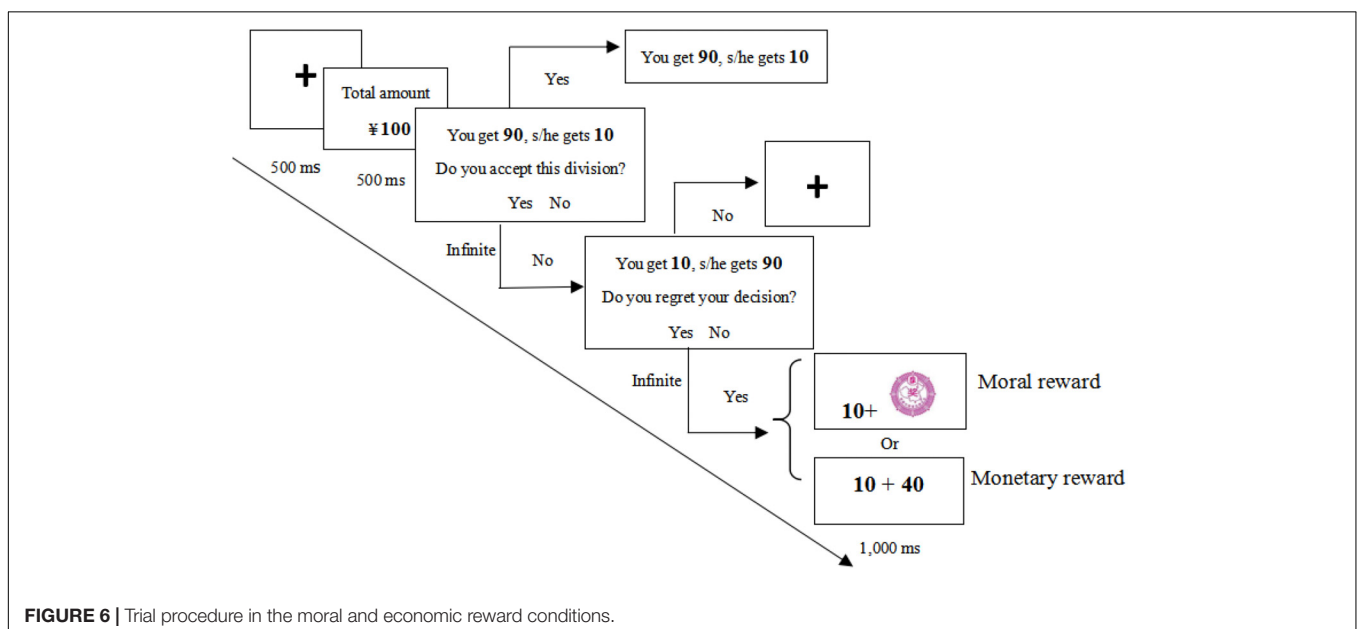 +
Total amount
¥100
You get 90, s/he gets 10
Do you accept this division?
Yes No
500 ms
500 ms
Yes
You get 90, s/he gets 10
Infinite
No
You get 10, s/he gets 90
Do you regret your decision?
Yes No
No
+
Infinite
Yes
10+
Moral reward
Or
10 + 40
Monetary reward
1,000 ms
FIGURE 6 | Trial procedure in the moral and economic reward conditions.